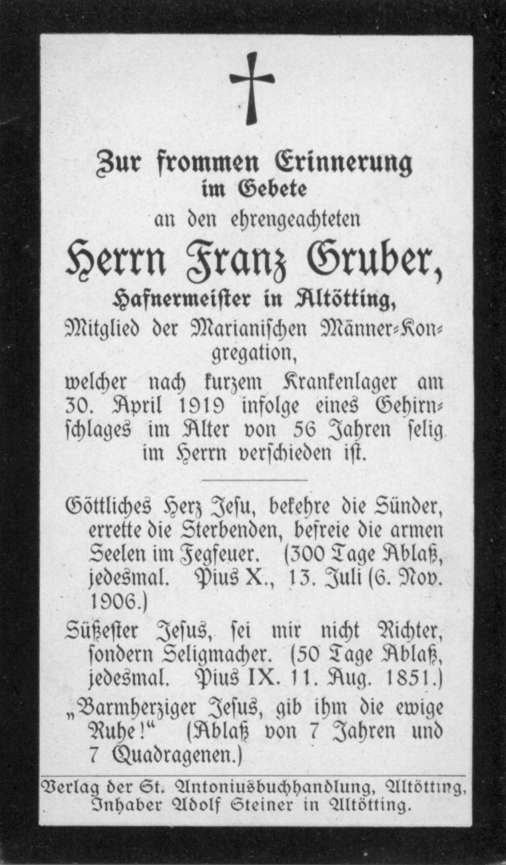 Zur frommen Erinnerung
im Gebete
an den ehrengeachteten
Herrn Franz Gruber,
Hafnermeister in Altötting,
Mitglied der Marianischen Männer-Kon-
gregation,
welcher nach kurzem Krankenlager am
30. April 1919 infolge eines Gehirn-
schlages im Alter von 56 Jahren selig
im Herrn verschieden ist.
Göttliches Herz Jesu, bekehre die Sünder,
errette die Sterbenden, befreie die armen
Seelen im Fegfeuer. (300 Tage Ablaß,
jedesmal. Pius X., 13. Juli (6. Nov.
1906.)
Süßester Jesus, sei mir nicht Richter,
sondern Seligmacher. (50 Tage Ablaß,
jedesmal. Pius IX. 11. Aug. 1851.)
„Barmherziger Jesus, gib ihm die ewige
Ruhe!“ (Ablaß von 7 Jahren und
7 Quadragenen.)
Verlag der St. Antoniusbuchhandlung, Altötting,
Inhaber Adolf Steiner in Altötting.